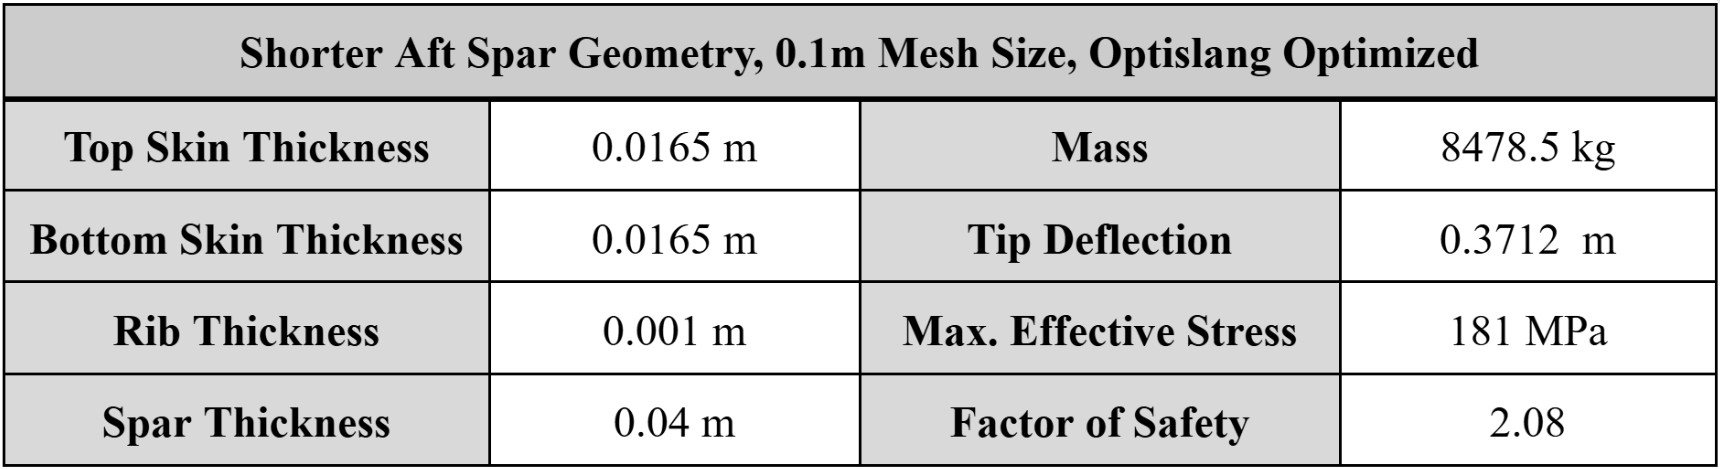 Shorter Aft Spar Geometry, 0.1m Mesh Size, Optislang Optimized
Top Skin Thickness 0.0165 m Mass 8478.5 kg
Bottom Skin Thickness 0.0165 m Tip Deflection 0.3712 m
Rib Thickness 0.001 m Max. Effective Stress 181 MPa
Spar Thickness 0.04 m Factor of Safety 2.08